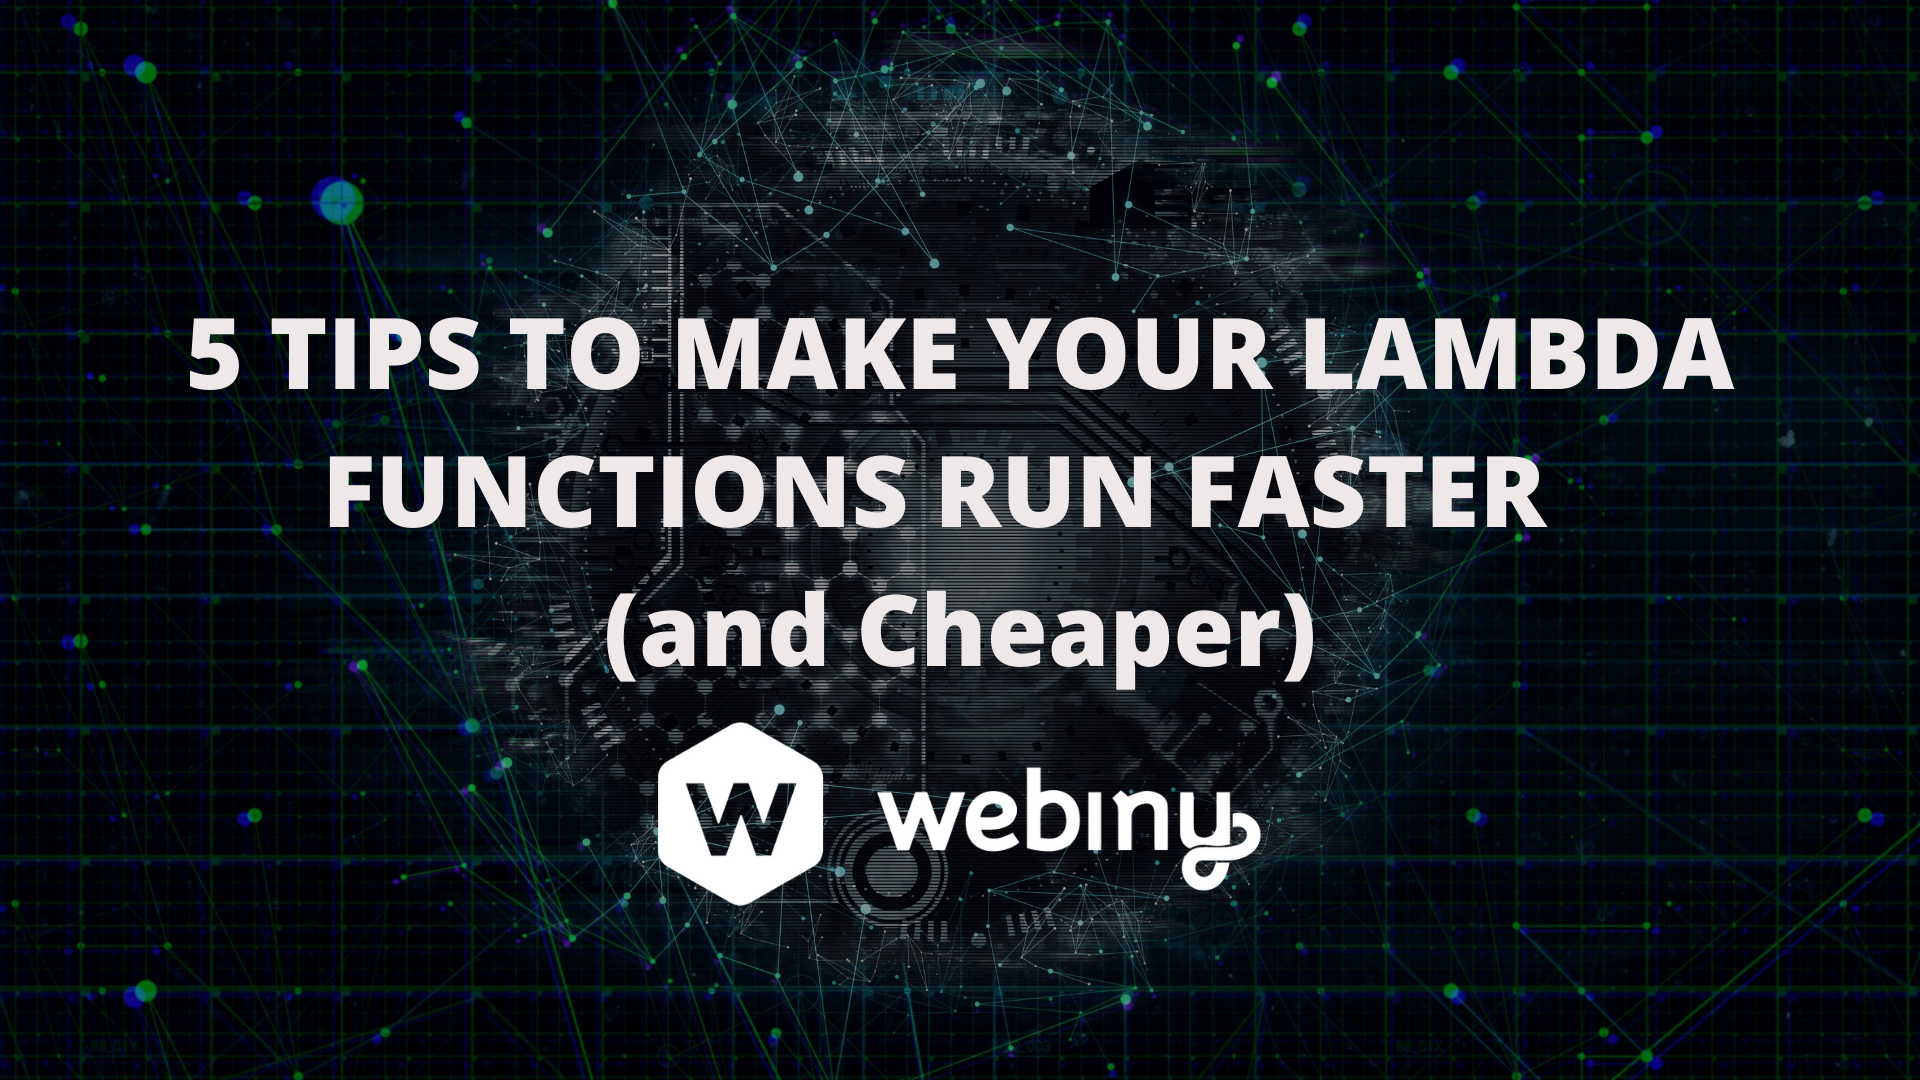 5 TIPS TO MAKE YOUR LAMBDA
FUNCTIONS RUN FASTER
(and Cheaper)
W webiny